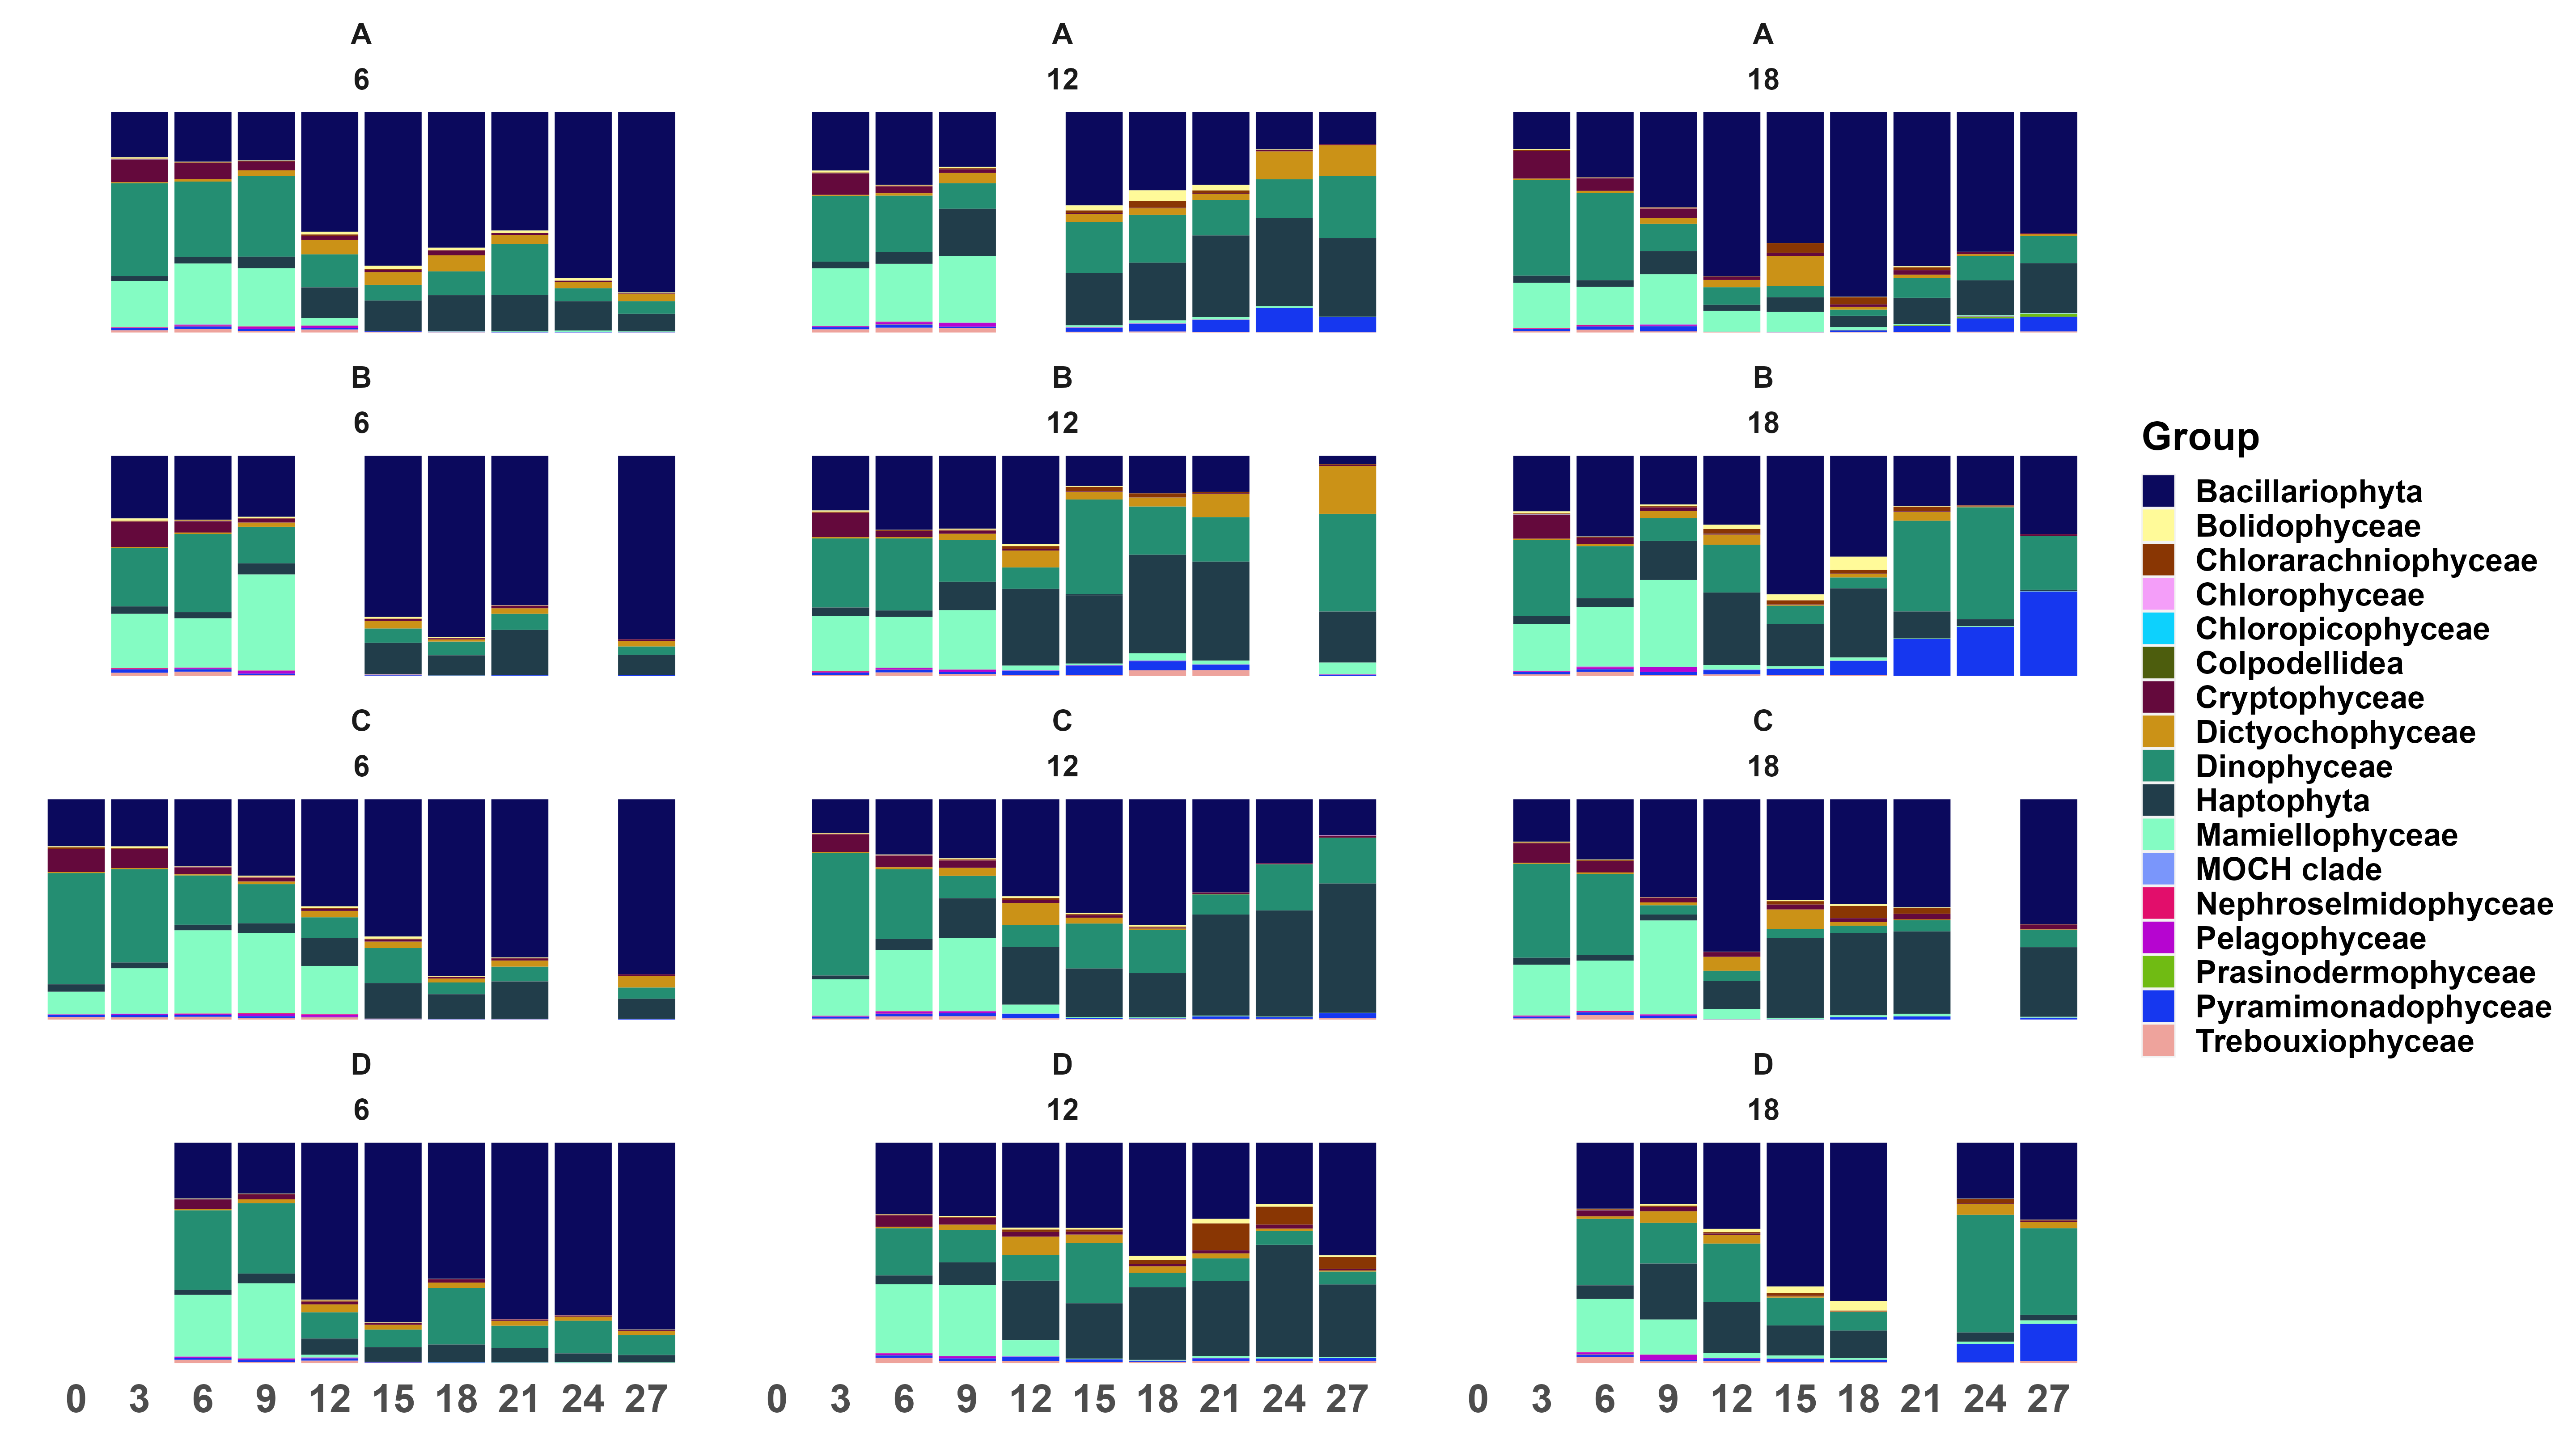 A
6
A
12
A
18
B
6
B
12
B
18
C
6
C
12
C
18
D
6
D
12
D
18
0 3 6 9 12 15 18 21 24 27
0 3 6 9 12 15 18 21 24 27
0 3 6 9 12 15 18 21 24 27
Group
Bacillariophyta
Bolidophyceae
Chlorarachniophyceae
Chlorophyceae
Chloropicophyceae
Colpodellidea
Cryptophyceae
Dictyochophyceae
Dinophyceae
Haptophyta
Mamiellophyceae
MOCH clade
Nephroselmidophyceae
Pelagophyceae
Prasinodermophyceae
Pyramimonadophyceae
Trebouxiophyceae